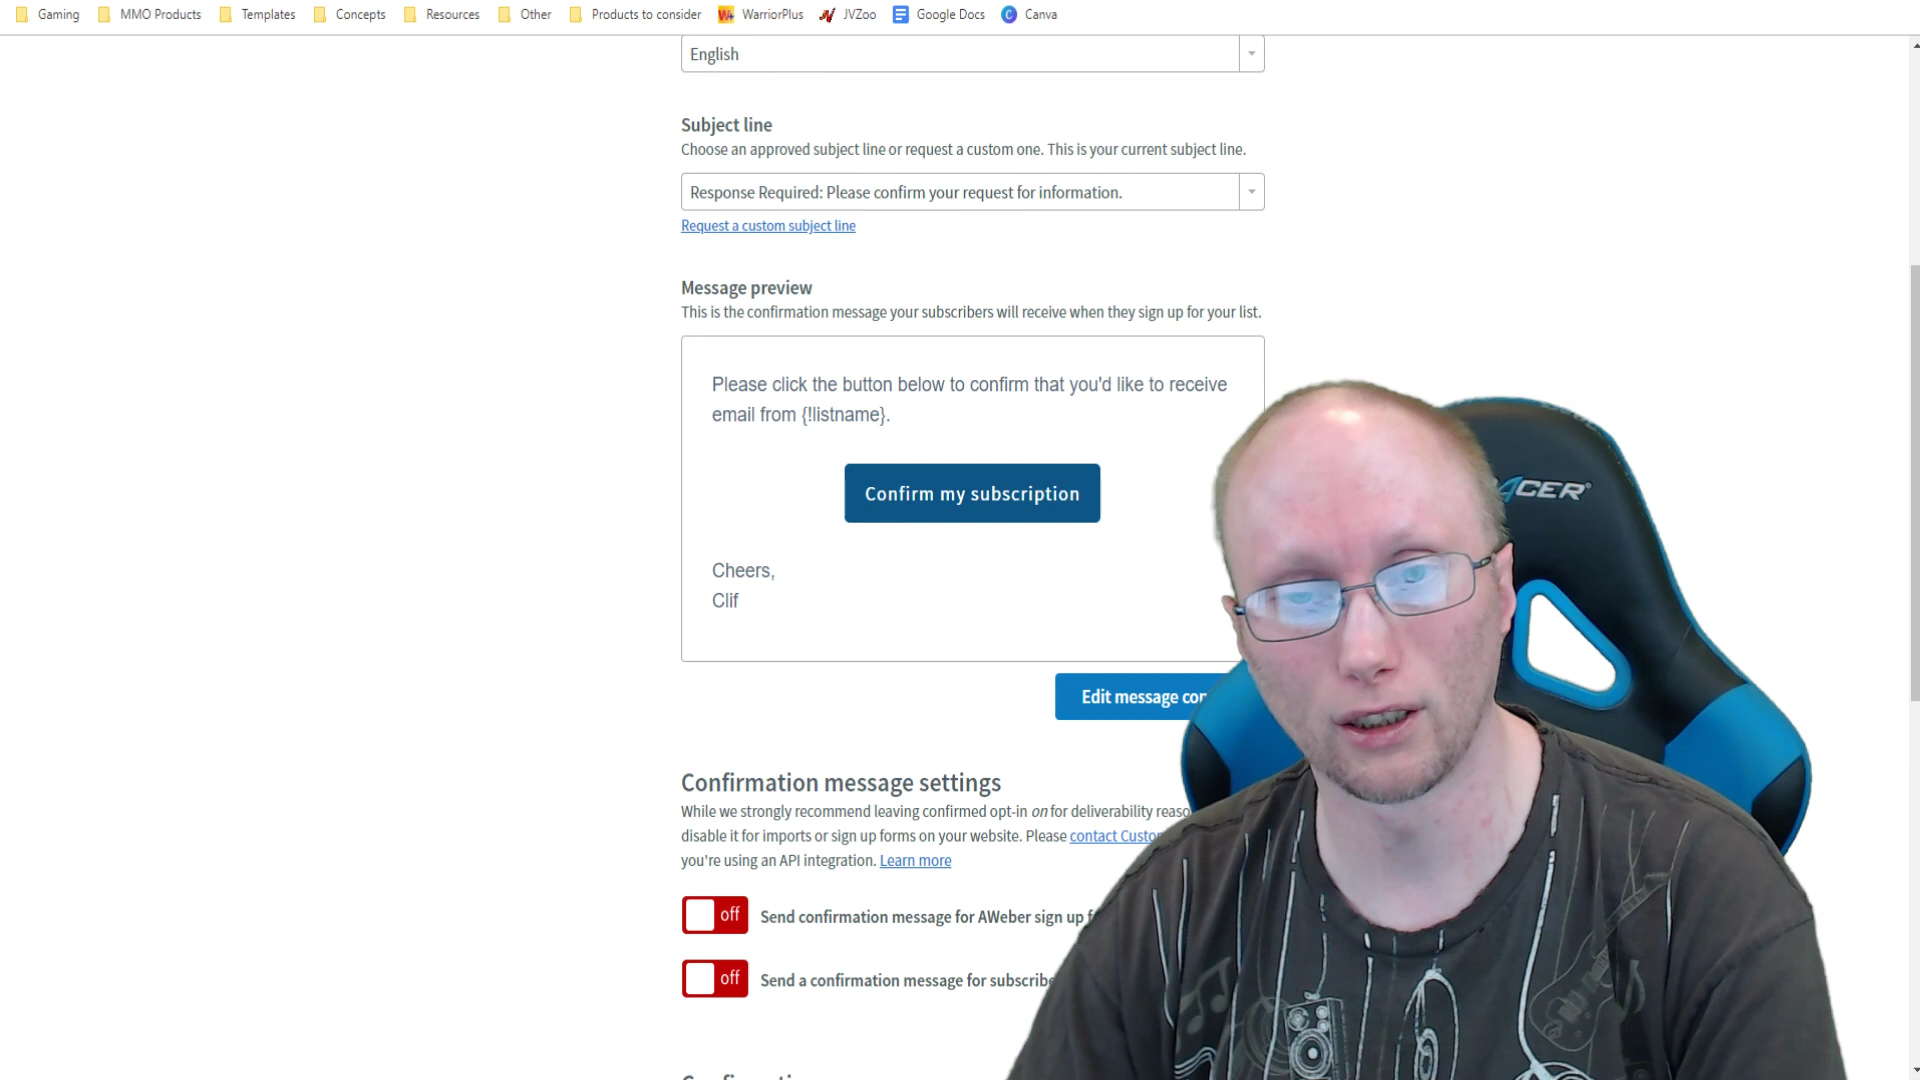 Gaming MMO Products Templates Concepts Resources Other Products to consider W+ WarriorPlus JVZoo Google Docs C Canva
English
Subject line
Choose an approved subject line or request a custom one. This is your current subject line.
Response Required: Please confirm your request for information.
Request a custom subject line
Message preview
This is the confirmation message your subscribers will receive when they sign up for your list.
Please click the button below to confirm that you'd like to receive
email from {!listname}.
Confirm my subscription
Cheers,
Clif
Edit message
Confirmation message settings
While we strongly recommend leaving confirmed opt-in on for deliverability
disable it for imports or sign up forms on your website. Please contact
you're using an API integration. Learn more
off Send confirmation message for AWeber sign up
off Send a confirmation message for